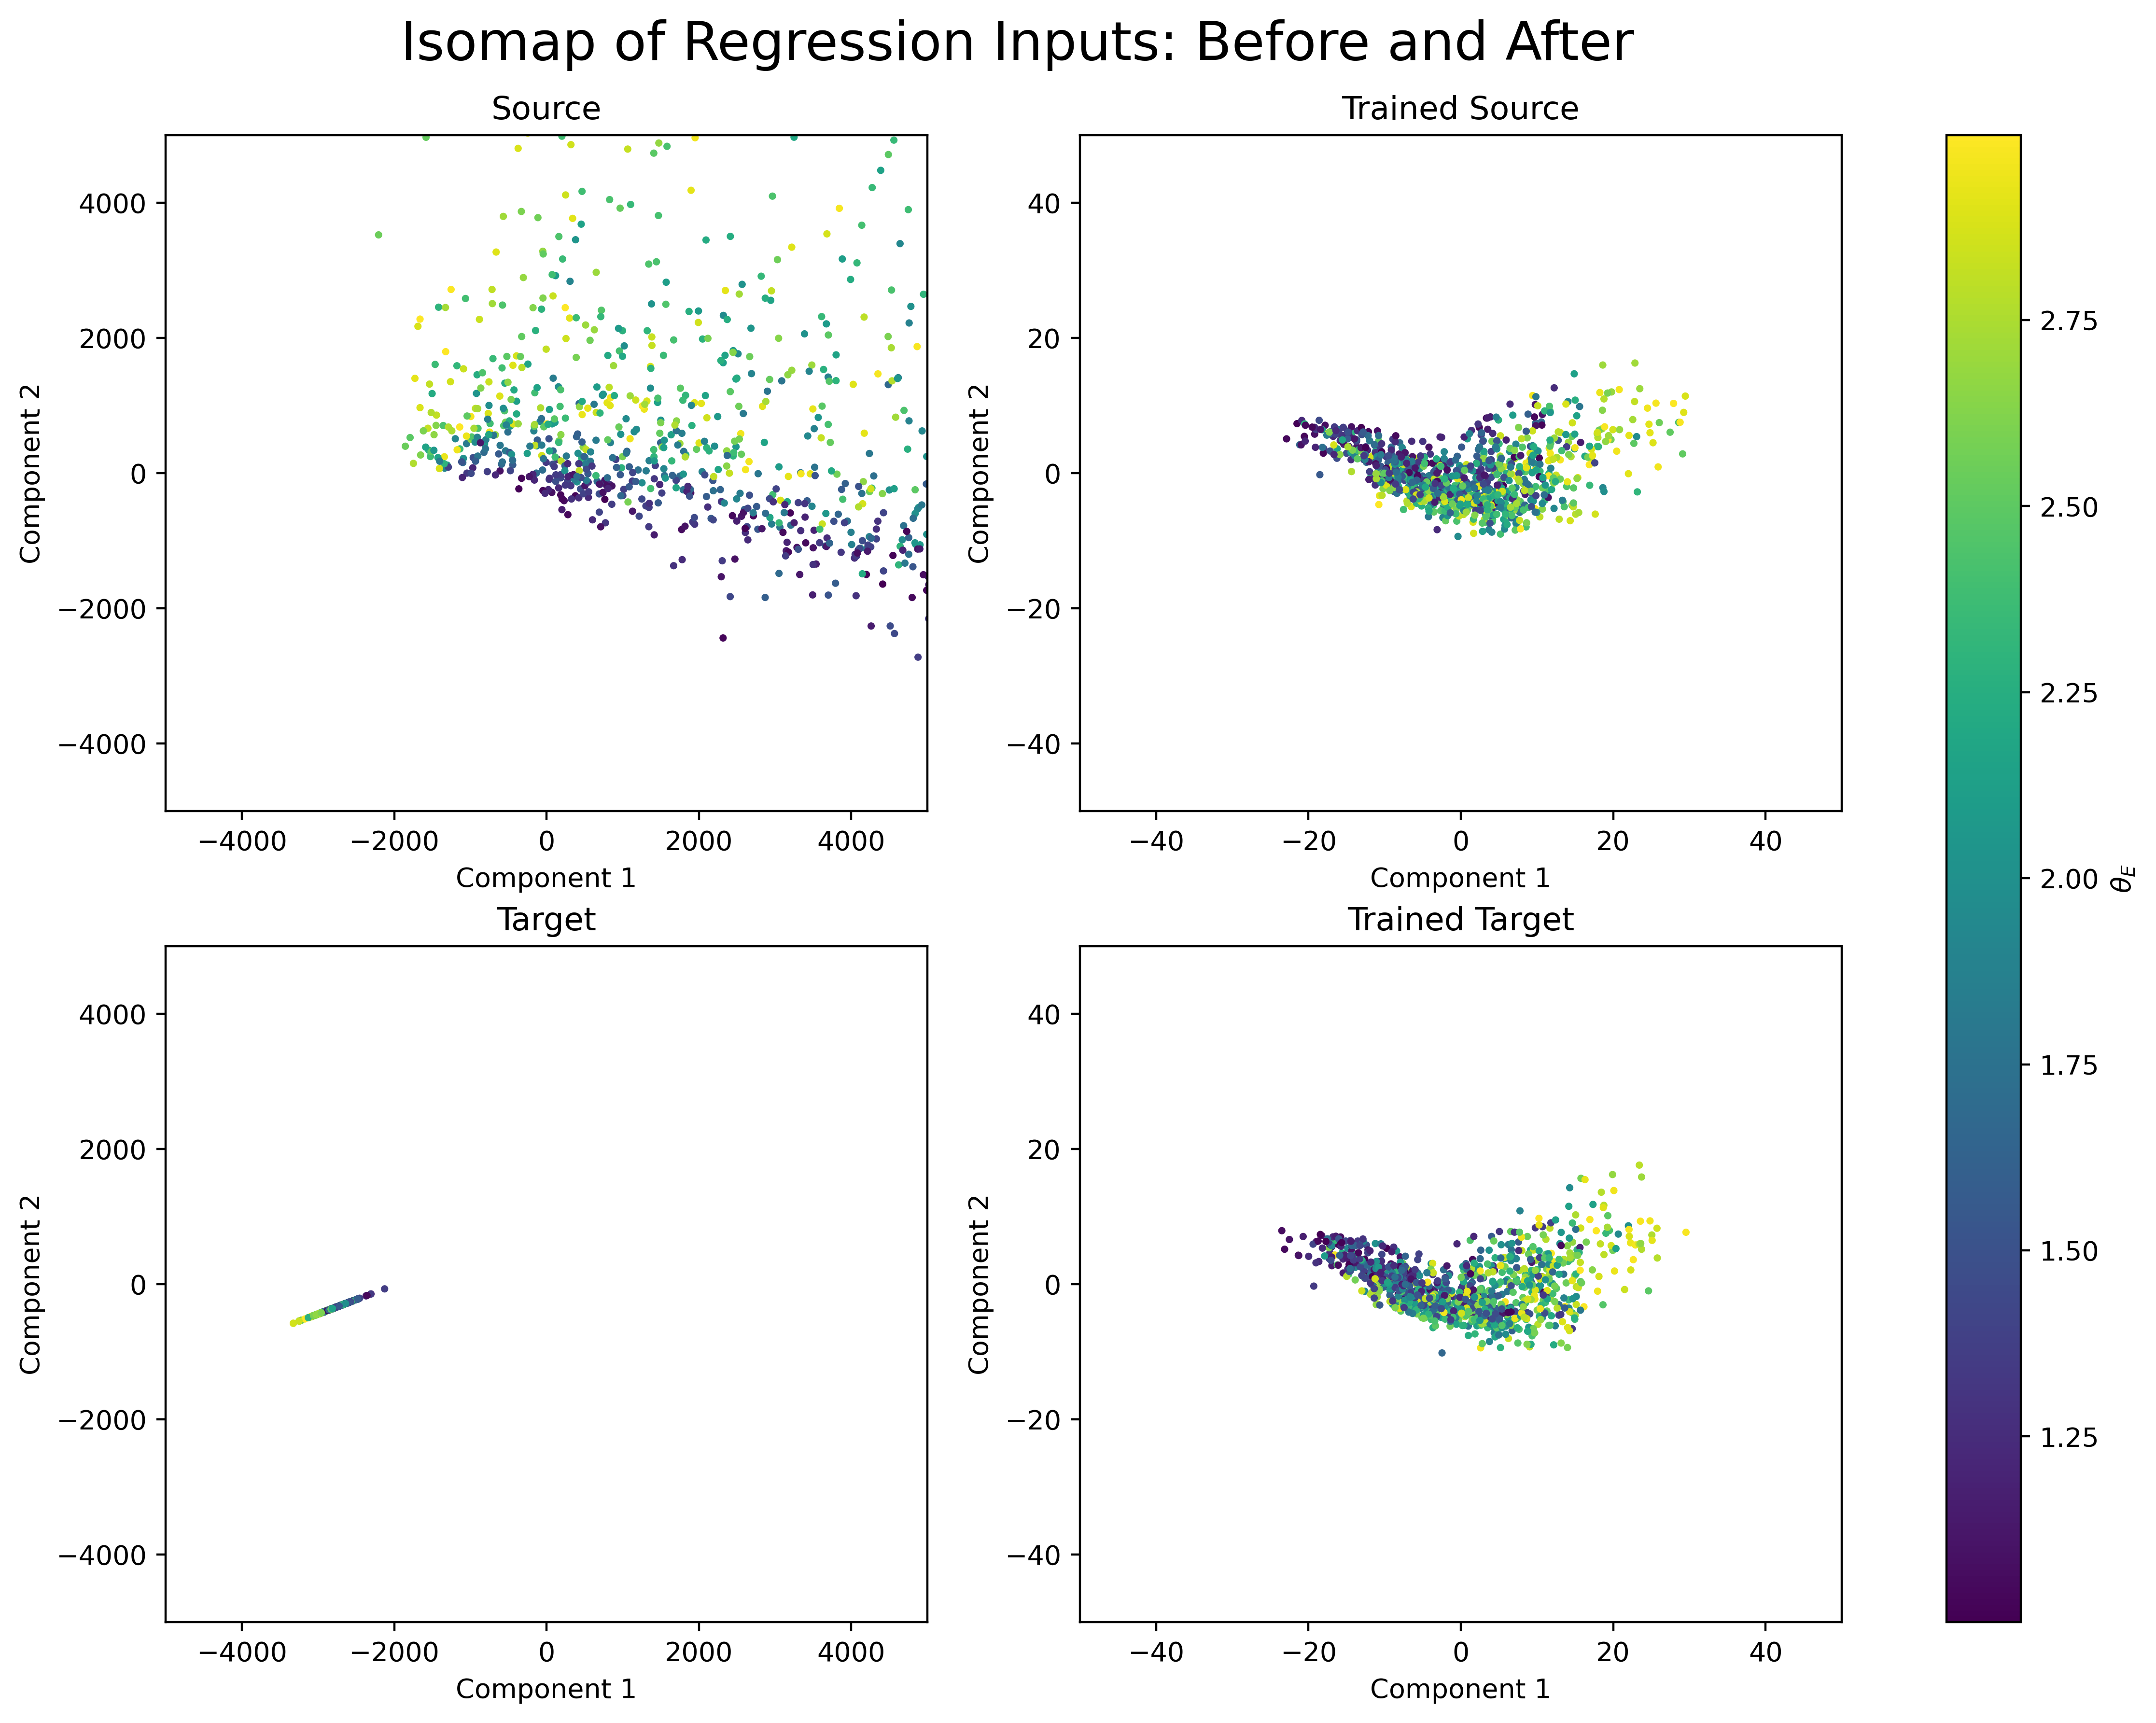 Isomap of Regression Inputs: Before and After
Source
Trained Source
4000
2000
0
−2000
−4000
Component 2
−4000 −2000 0 2000 4000
Component 1
40
20
0
−20
−40
Component 2
−40 −20 0 20 40
Component 1
Target
Trained Target
4000
2000
0
−2000
−4000
Component 2
−4000 −2000 0 2000 4000
Component 1
40
20
0
−20
−40
Component 2
−40 −20 0 20 40
Component 1
2.75
2.50
2.25
2.00
1.75
1.50
1.25
θE